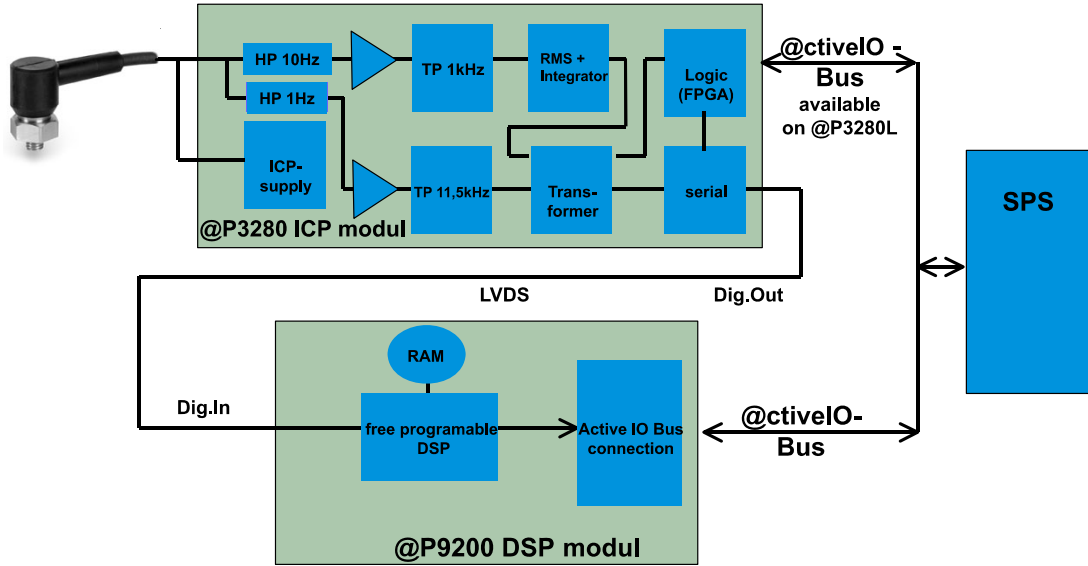 HP 10Hz
TP 1kHz
RMS +
Integrator
Logic
(FPGA)
@ctiveIO -
Bus
available
on @P3280L
HP 1Hz
ICP-
supply
TP 11,5kHz
Trans-
former
serial
@P3280 ICP modul
SPS
LVDS
Dig.Out
RAM
Dig.In
free programable
DSP
Active IO Bus
connection
@ctiveIO-
Bus
@P9200 DSP modul